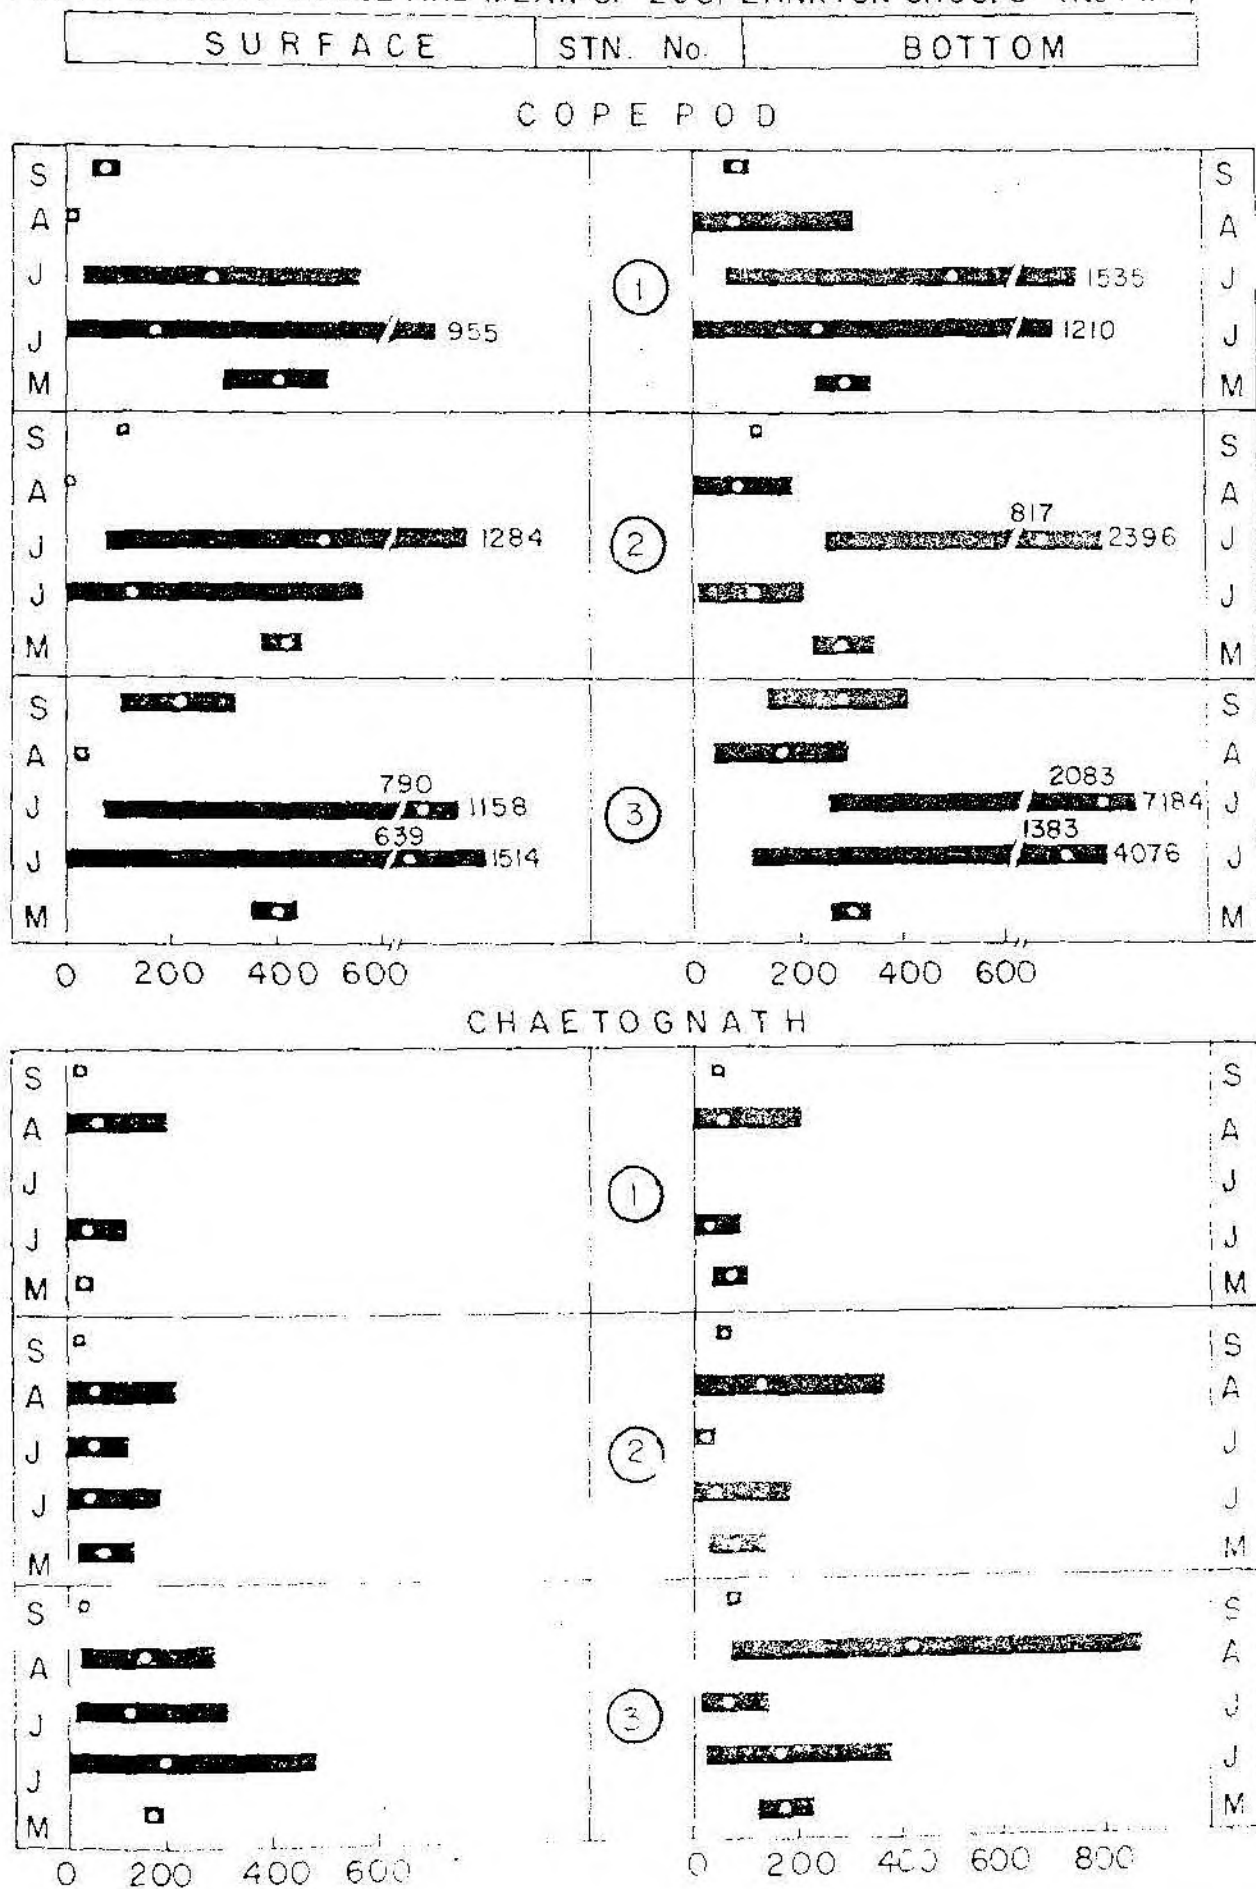 MEAN OF
SURFACE STN. No. BOTTOM
COPEPOD
S S
A A
J 1535 J
1
J 955 1210 J
M M
S S
A A
817
J 1284 2 2396 J
J J
M M
S S
A A
790 2083
J 1158 3 7184 J
639 1383
J 1514 4076 J
M M
0 200 400 600 0 200 400 600
CHAETOGNATH
S S
A A
J 1 J
J J
M M
S S
A A
J 2 J
J J
M M
S S
A A
J 3 J
J J
M M
0 200 400 600 0 200 400 600 800